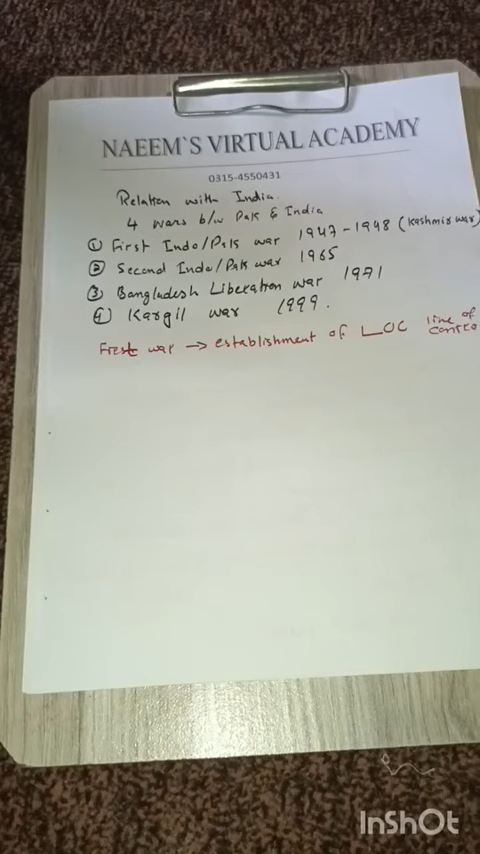 NAEEM`S VIRTUAL ACADEMY
0315-4550431
Relation with India.
4 wars b/w Pak & India
① First Indo/Pak war 1947-1948 (Kashmir war)
② Second Indo/Pak war 1965
③ Bangladesh Liberation war 1971
④ Kargil war 1999.
First war → establishment of LOC line of contro
InShOt